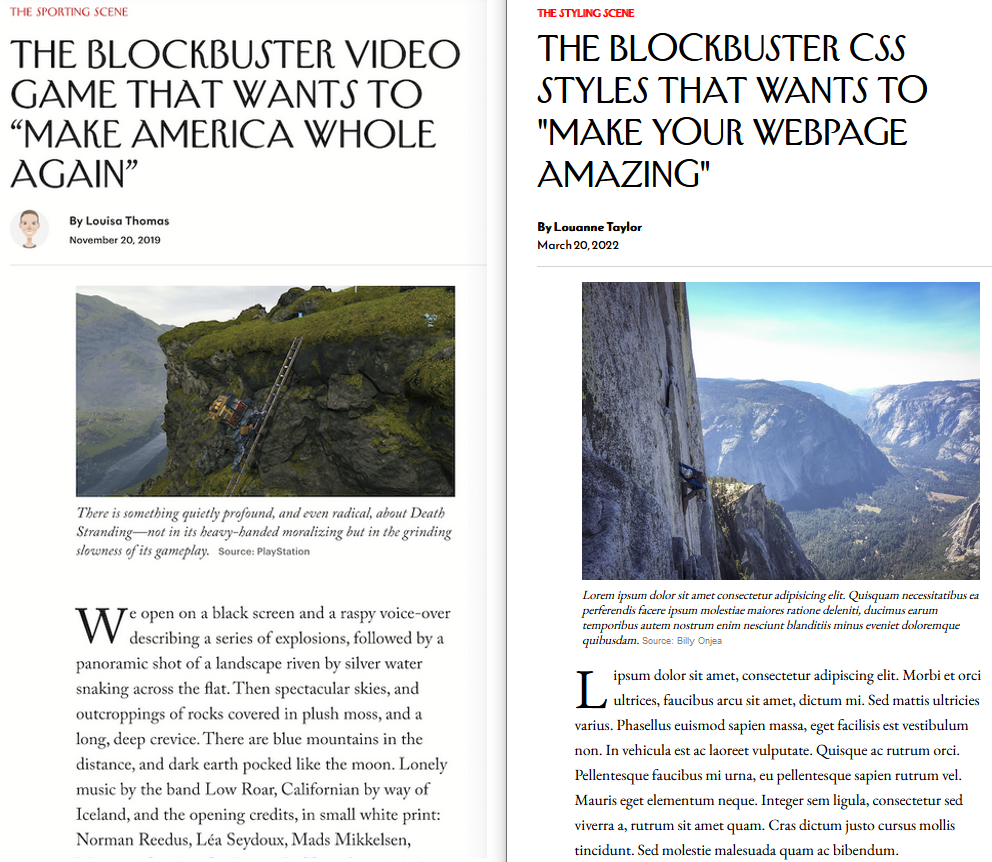 THE SPORTING SCENE
THE BLOCKBUSTER VIDEO
GAME THAT WANTS TO
“MAKE AMERICA WHOLE
AGAIN”
By Louisa Thomas
November 20, 2019
There is something quietly profound, and even radical, about Death
Stranding—not in its heavy-handed moralizing but in the grinding
slowness of its gameplay. Source: PlayStation
We open on a black screen and a raspy voice-over
describing a series of explosions, followed by a
panoramic shot of a landscape riven by silver water
snaking across the flat. Then spectacular skies, and
outcroppings of rocks covered in plush moss, and a
long, deep crevice. There are blue mountains in the
distance, and dark earth pocked like the moon. Lonely
music by the band Low Roar, Californian by way of
Iceland, and the opening credits, in small white print:
Norman Reedus, Léa Seydoux, Mads Mikkelsen,
THE STYLING SCENE
THE BLOCKBUSTER CSS
STYLES THAT WANTS TO
"MAKE YOUR WEBPAGE
AMAZING"
By Louanne Taylor
March 20, 2022
Lorem ipsum dolor sit amet consectetur adipisicing elit. Quisquam necessitatibus ea
perferendis facere ipsum molestiae maiores ratione deleniti, ducimus earum
temporibus autem nostrum enim nesciunt blanditiis minus eveniet doloremque
quibusdam. Source: Billy Onjea
L ipsum dolor sit amet, consectetur adipiscing elit. Morbi et orci
ultrices, faucibus arcu sit amet, dictum mi. Sed mattis ultricies
varius. Phasellus euismod sapien massa, eget facilisis est vestibulum
non. In vehicula est ac laoreet vulputate. Quisque ac rutrum orci.
Pellentesque faucibus mi urna, eu pellentesque sapien rutrum vel.
Mauris eget elementum neque. Integer sem ligula, consectetur sed
viverra a, rutrum sit amet quam. Cras dictum justo cursus mollis
tincidunt. Sed molestie malesuada quam ac bibendum.